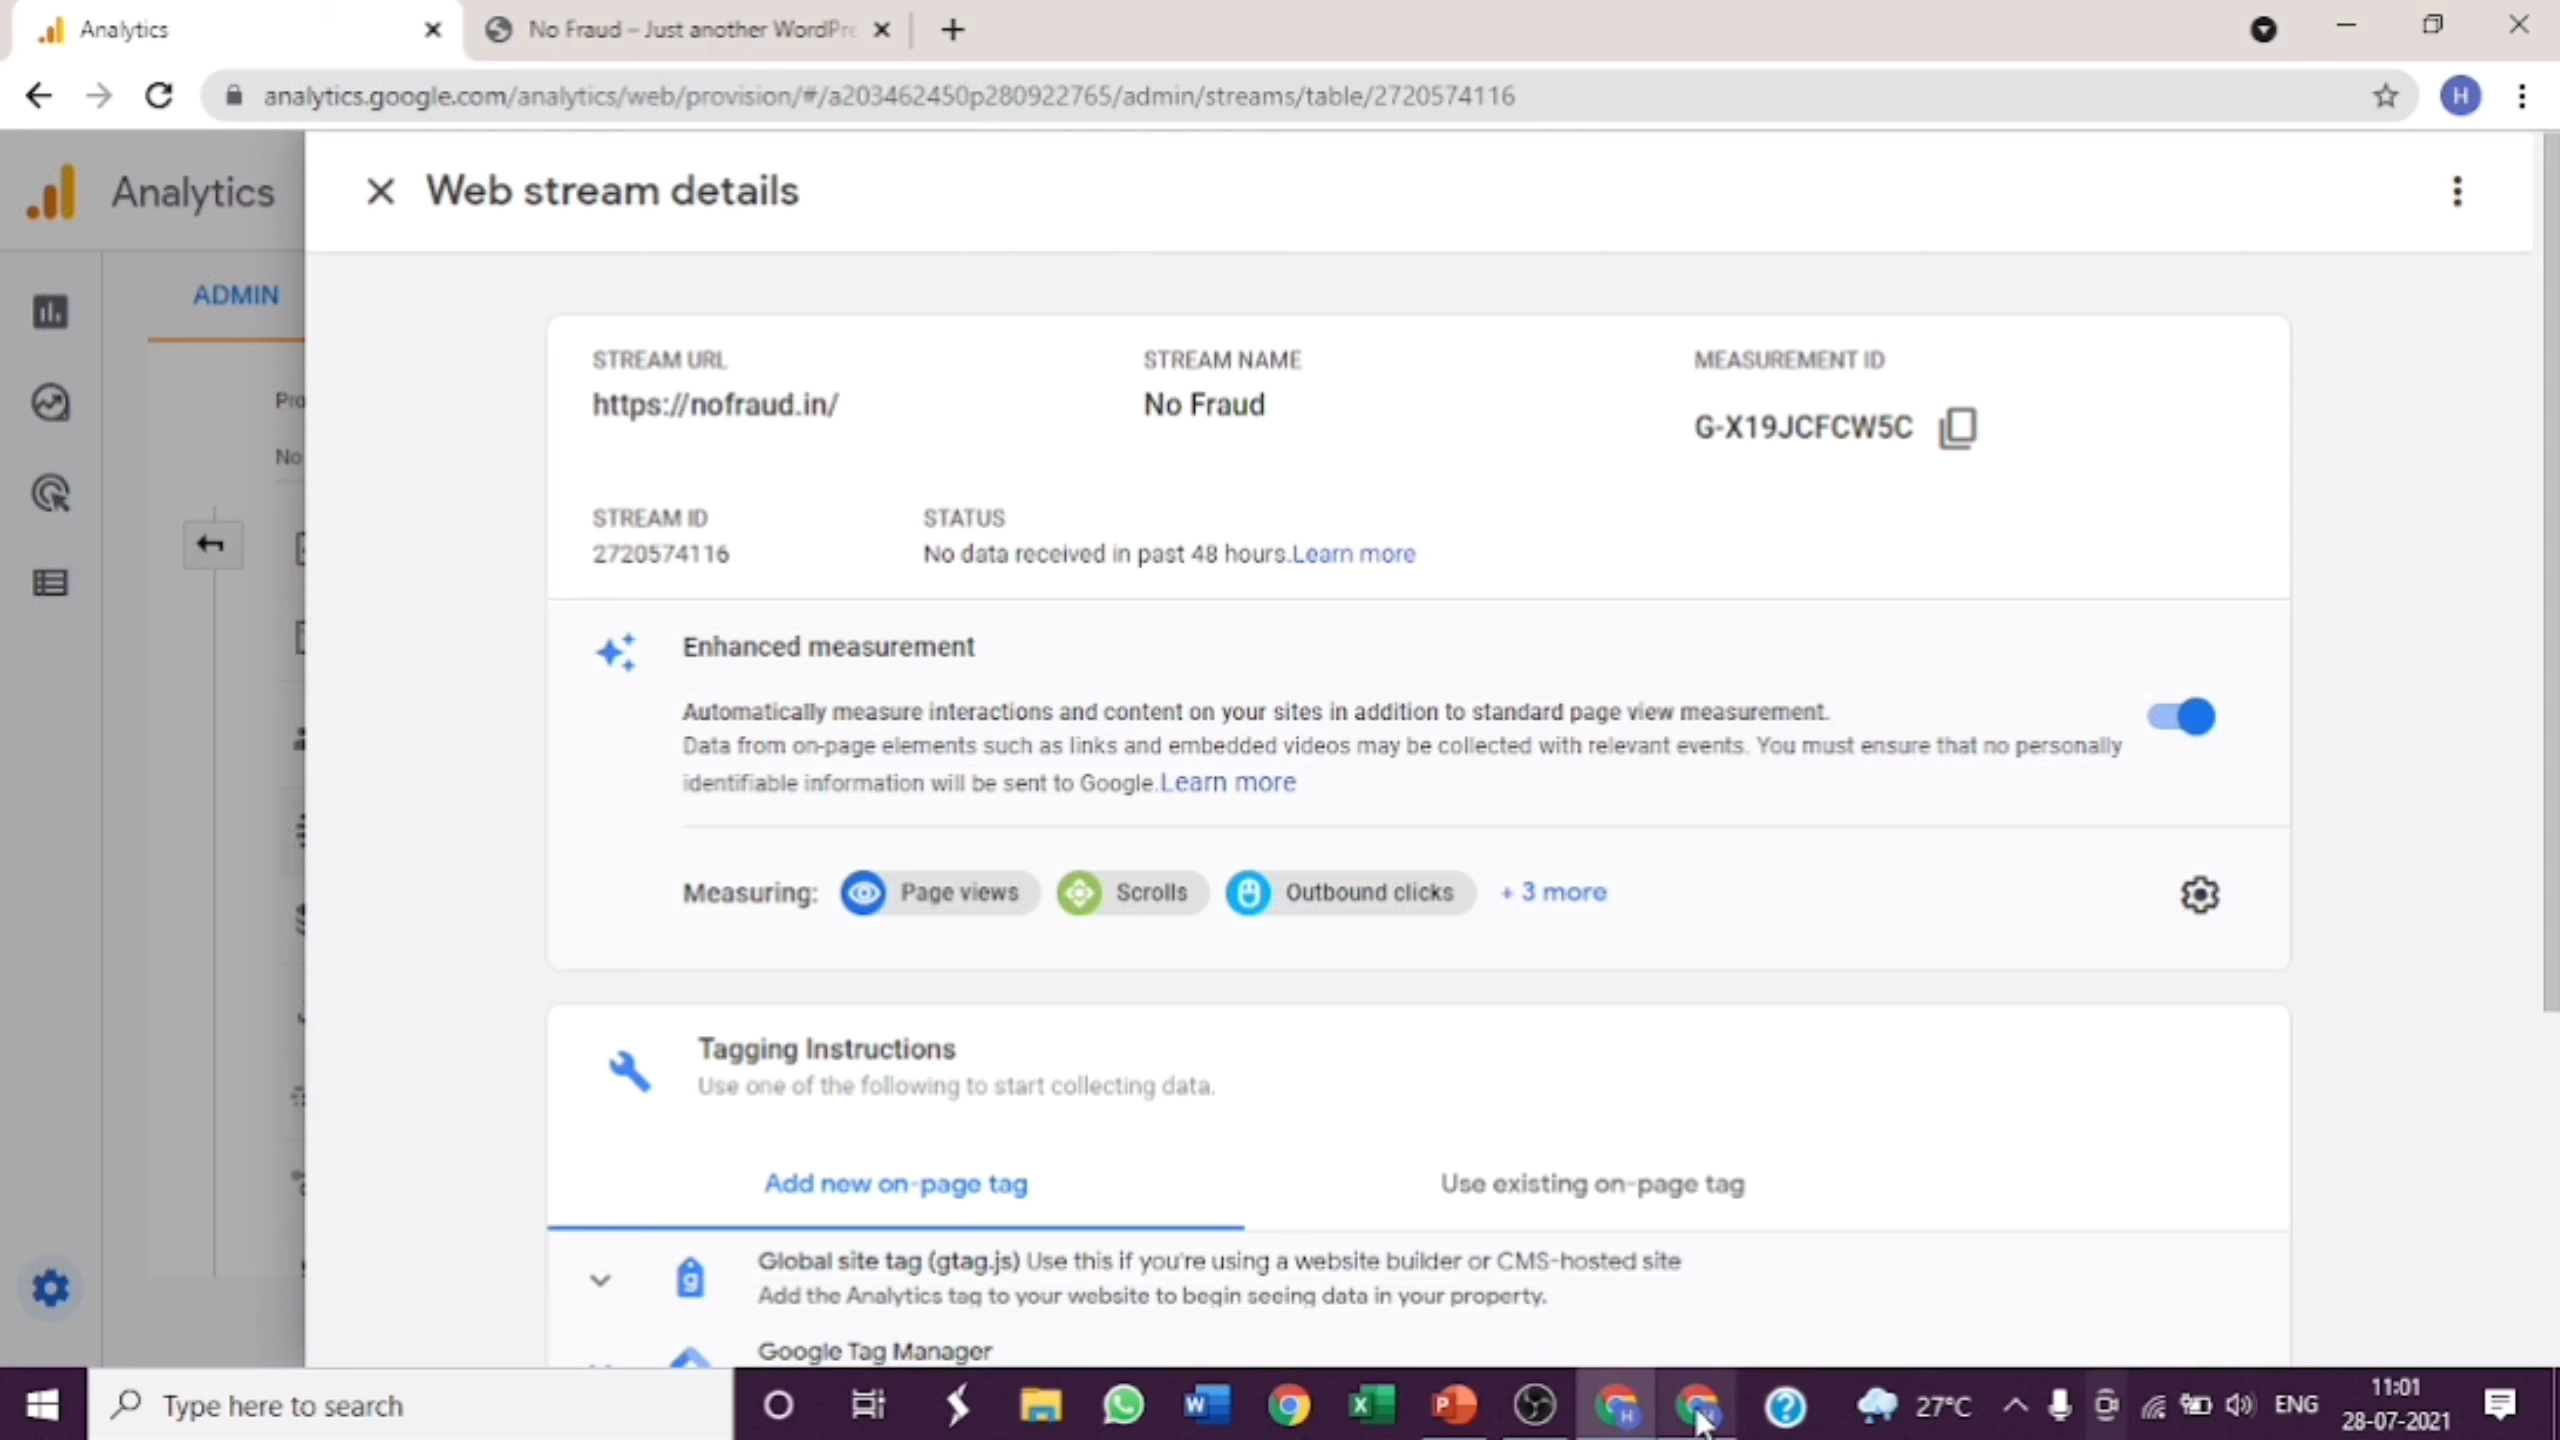 Analytics
No Fraud – Just another WordPre
analytics.google.com/analytics/web/provision/#/a203462450p280922765/admin/streams/table/2720574116
H
Analytics
Web stream details
ADMIN
Pro
No
STREAM URL
STREAM NAME
MEASUREMENT ID
https://nofraud.in/
No Fraud
G-X19JCFCW5C
STREAM ID
STATUS
2720574116
No data received in past 48 hours.Learn more
Enhanced measurement
Automatically measure interactions and content on your sites in addition to standard page view measurement.
Data from on-page elements such as links and embedded videos may be collected with relevant events. You must ensure that no personally
identifiable information will be sent to Google.Learn more
Measuring: Page views Scrolls Outbound clicks + 3 more
Tagging Instructions
Use one of the following to start collecting data.
Add new on-page tag
Use existing on-page tag
Global site tag (gtag.js) Use this if you're using a website builder or CMS-hosted site
Add the Analytics tag to your website to begin seeing data in your property.
Google Tag Manager
Type here to search
27°C
ENG
11:01
28-07-2021